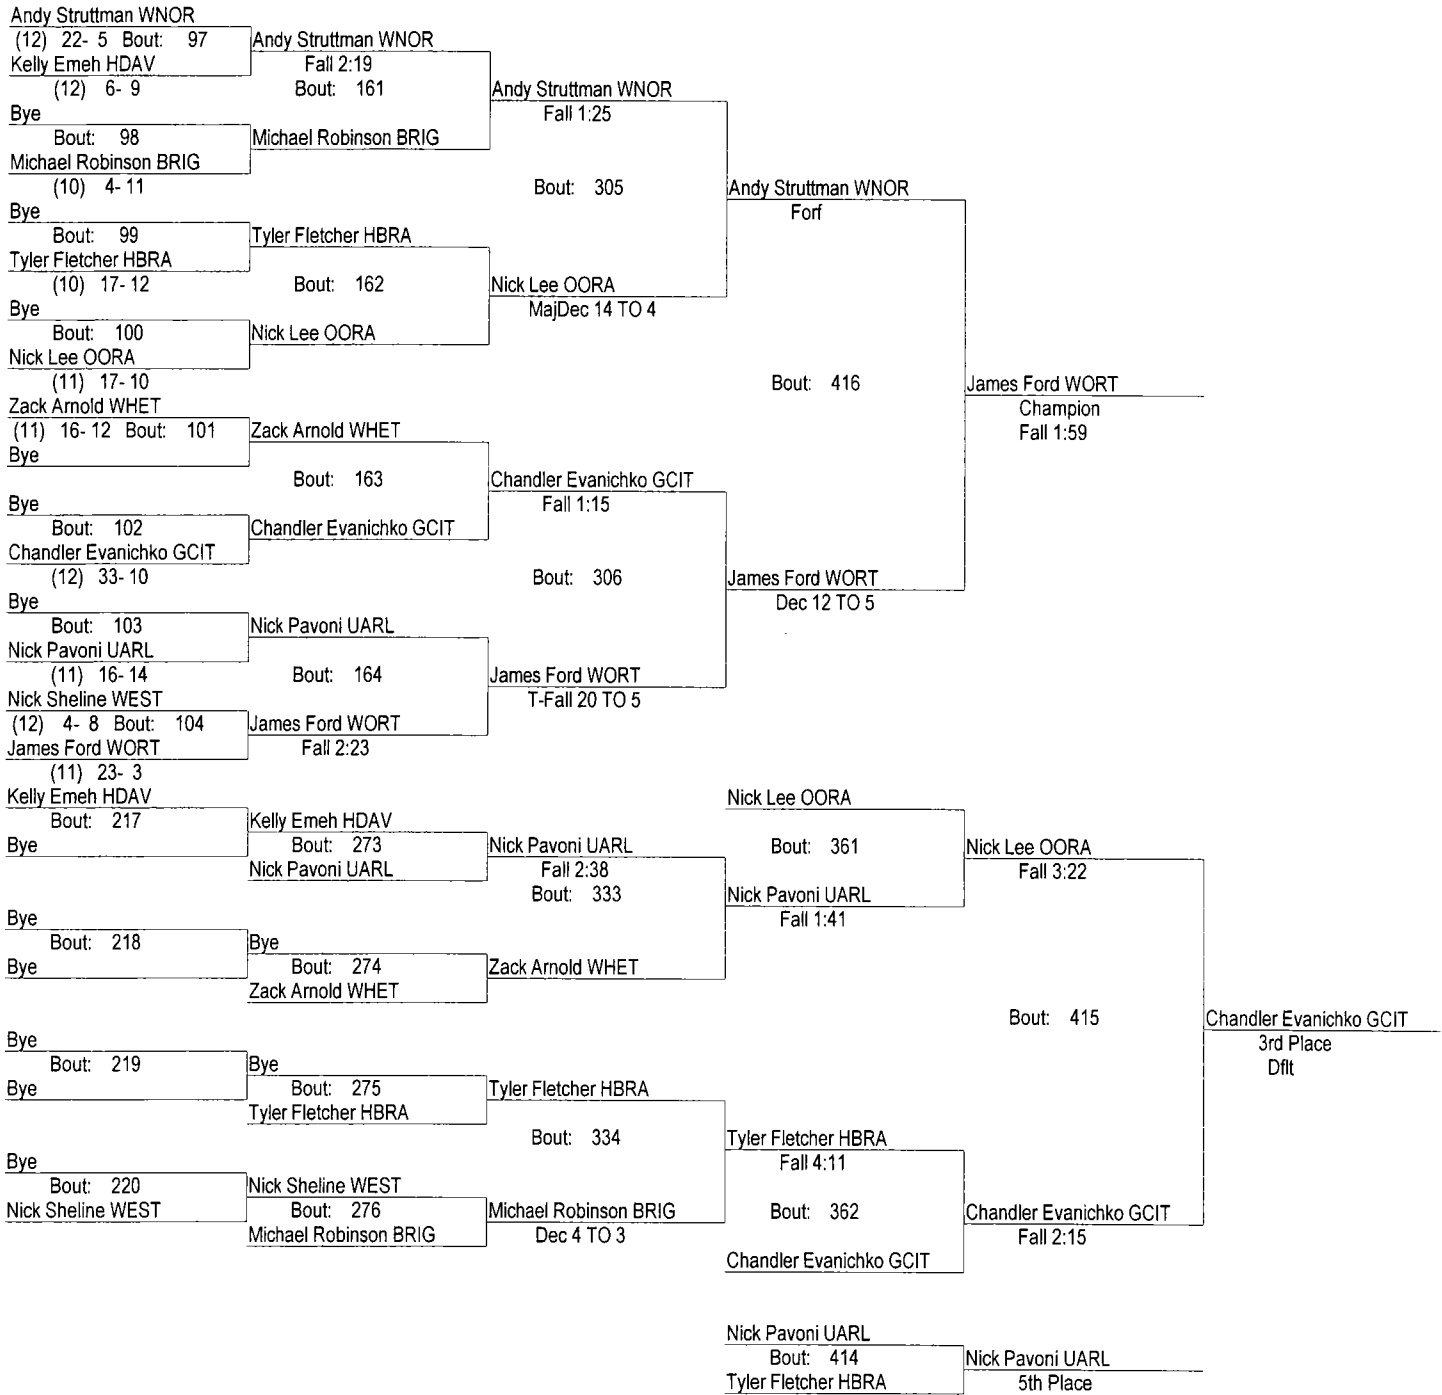 Andy Struttman WNOR
(12) 22- 5 Bout: 97
Kelly Emeh HDAV
(12) 6- 9
Bye
Bout: 98
Michael Robinson BRIG
(10) 4- 11
Bye
Bout: 99
Tyler Fletcher HBRA
(10) 17- 12
Bye
Bout: 100
Nick Lee OORA
(11) 17- 10
Zack Arnold WHET
(11) 16- 12 Bout: 101
Bye
Bye
Bout: 102
Chandler Evanichko GCIT
(12) 33- 10
Bye
Bout: 103
Nick Pavoni UARL
(11) 16- 14
Nick Sheline WEST
(12) 4- 8 Bout: 104
James Ford WORT
(11) 23- 3
Andy Struttman WNOR
Fall 2:19
Bout: 161
Michael Robinson BRIG
Tyler Fletcher HBRA
Bout: 162
Nick Lee OORA
Zack Arnold WHET
Bout: 163
Chandler Evanichko GCIT
Nick Pavoni UARL
Bout: 164
James Ford WORT
Fall 2:23
Andy Struttman WNOR
Fall 1:25
Bout: 305
Nick Lee OORA
MajDec 14 TO 4
Chandler Evanichko GCIT
Fall 1:15
Bout: 306
James Ford WORT
T-Fall 20 TO 5
Andy Struttman WNOR
Forf
Bout: 416
James Ford WORT
Dec 12 TO 5
James Ford WORT
Champion
Fall 1:59
Kelly Emeh HDAV
Bout: 217
Bye
Bye
Bout: 218
Bye
Bye
Bout: 219
Bye
Bye
Bout: 220
Nick Sheline WEST
Kelly Emeh HDAV
Bout: 273
Nick Pavoni UARL
Bye
Bout: 274
Zack Arnold WHET
Bye
Bout: 275
Tyler Fletcher HBRA
Nick Sheline WEST
Bout: 276
Michael Robinson BRIG
Nick Pavoni UARL
Fall 2:38
Bout: 333
Zack Arnold WHET
Tyler Fletcher HBRA
Bout: 334
Michael Robinson BRIG
Dec 4 TO 3
Nick Lee OORA
Bout: 361
Nick Pavoni UARL
Fall 1:41
Tyler Fletcher HBRA
Fall 4:11
Bout: 362
Chandler Evanichko GCIT
Nick Lee OORA
Fall 3:22
Bout: 415
Chandler Evanichko GCIT
Fall 2:15
Chandler Evanichko GCIT
3rd Place
Dflt
Nick Pavoni UARL
Bout: 414
Tyler Fletcher HBRA
Nick Pavoni UARL
5th Place